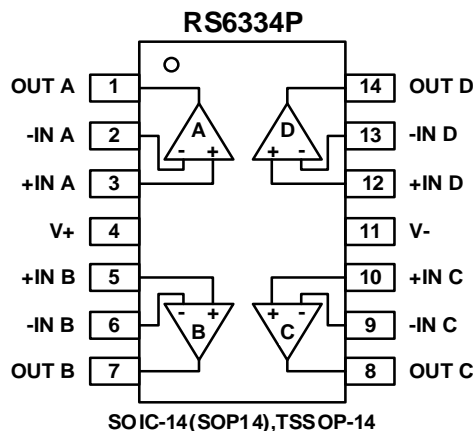 RS6334P
OUT A 1 14 OUT D
-IN A 2 A D 13 -IN D
- + + -
+IN A 3 12 +IN D
V+ 4 11 V-
+IN B 5 10 +IN C
- + + -
-IN B 6 B C 9 -IN C
OUT B 7 8 OUT C
SOIC-14(SOP14),TSSOP-14